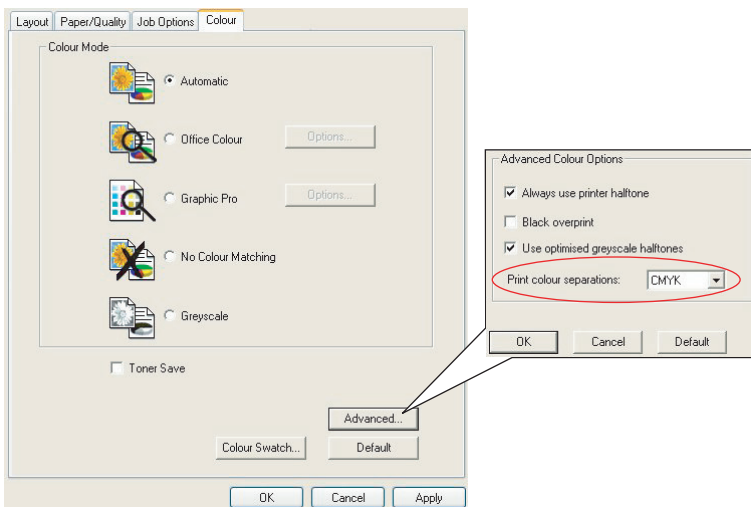 Layout Paper/Quality Job Options Colour
Colour Mode
Automatic
Office Colour Options...
Graphic Pro Options...
No Colour Matching
Greyscale
Toner Save
Advanced...
Colour Swatch... Default
OK Cancel Apply
Advanced Colour Options
Always use printer halftone
Black overprint
Use optimised greyscale halftones
Print colour separations: CMYK
OK Cancel Default